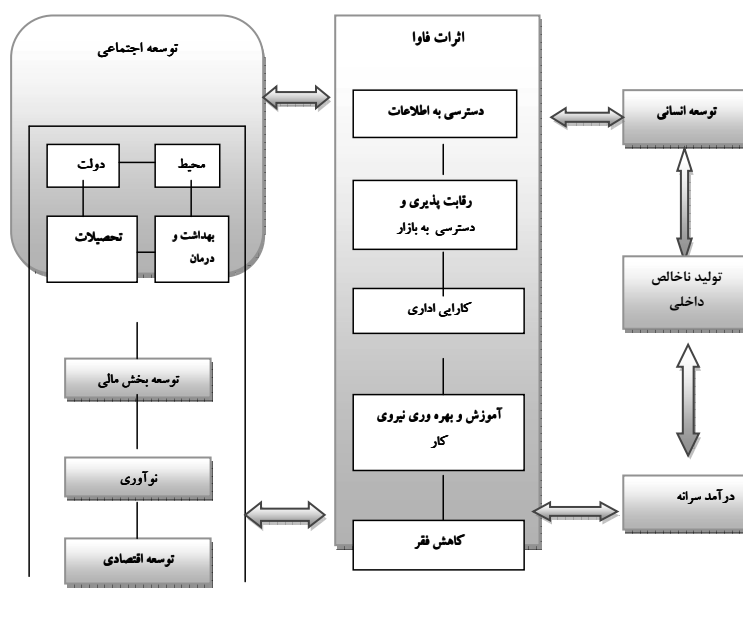 اثرات فاوا
دسترسی به اطلاعات
رقابت پذیری و
دسترسی به بازار
کارایی اداری
آموزش و بهره وری نیروی
کار
کاهش فقر
توسعه انسانی
تولید ناخالص
داخلی
درآمد سرانه
توسعه اجتماعی
محیط
دولت
بهداشت و
درمان
تحصیلات
توسعه بخش مالی
نوآوری
توسعه اقتصادی